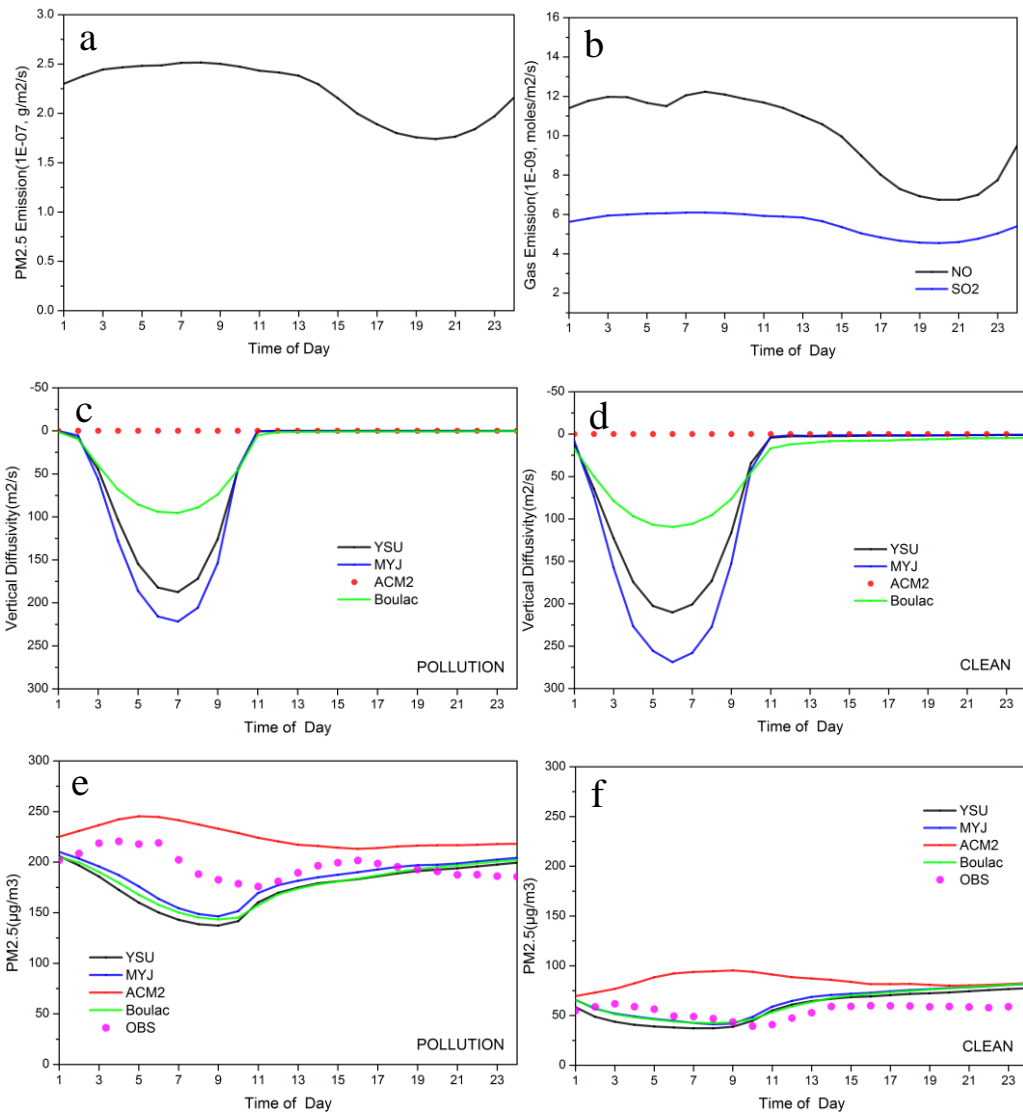 a
PM2.5 Emission(1E-07, g/m2/s)
3.0
2.5
2.0
1.5
1.0
0.5
0.0
1 3 5 7 9 11 13 15 17 19 21 23
Time of Day
b
Gas Emission(1E-09, moles/m2/s)
16
14
12
10
8
6
4
2
NO
SO2
1 3 5 7 9 11 13 15 17 19 21 23
Time of Day
c
Vertical Diffusivity(m2/s)
-50
0
50
100
150
200
250
300
YSU
MYJ
ACM2
Boulac
POLLUTION
1 3 5 7 9 11 13 15 17 19 21 23
Time of Day
d
Vertical Diffusivity(m2/s)
-50
0
50
100
150
200
250
300
YSU
MYJ
ACM2
Boulac
CLEAN
1 3 5 7 9 11 13 15 17 19 21 23
Time of Day
e
PM2.5(μg/m3)
300
250
200
150
100
50
0
YSU
MYJ
ACM2
Boulac
OBS
POLLUTION
1 3 5 7 9 11 13 15 17 19 21 23
Time of Day
f
PM2.5(μg/m3)
300
250
200
150
100
50
0
YSU
MYJ
ACM2
Boulac
OBS
CLEAN
1 3 5 7 9 11 13 15 17 19 21 23
Time of Day